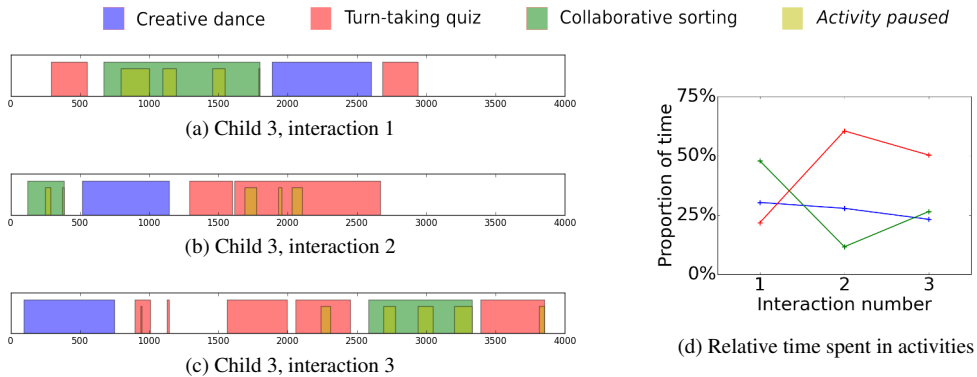 Creative dance Turn-taking quiz Collaborative sorting Activity paused
0 500 1000 1500 2000 2500 3000 3500 4000
(a) Child 3, interaction 1
0 500 1000 1500 2000 2500 3000 3500 4000
(b) Child 3, interaction 2
0 500 1000 1500 2000 2500 3000 3500 4000
(c) Child 3, interaction 3
Proportion of time
75%
50%
25%
0%
1 2 3
Interaction number
(d) Relative time spent in activities